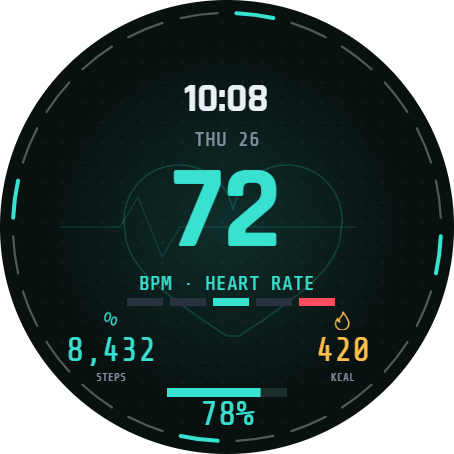 10:08
THU 26
72
BPM · HEART RATE
8,432
STEPS
420
KCAL
78%